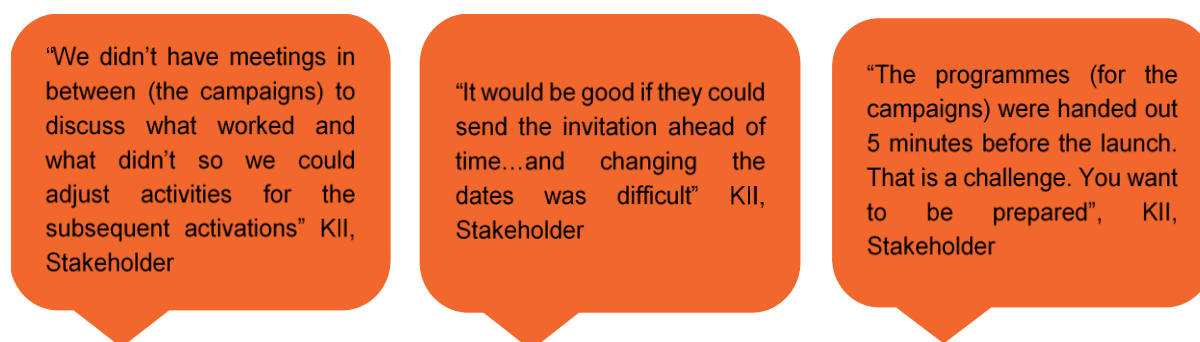 “We didn’t have meetings in
between (the campaigns) to
discuss what worked and
what didn’t so we could
adjust activities for the
subsequent activations” KII,
Stakeholder
“It would be good if they could
send the invitation ahead of
time…and changing the
dates was difficult” KII,
Stakeholder
“The programmes (for the
campaigns) were handed out
5 minutes before the launch.
That is a challenge. You want
to be prepared”, KII,
Stakeholder